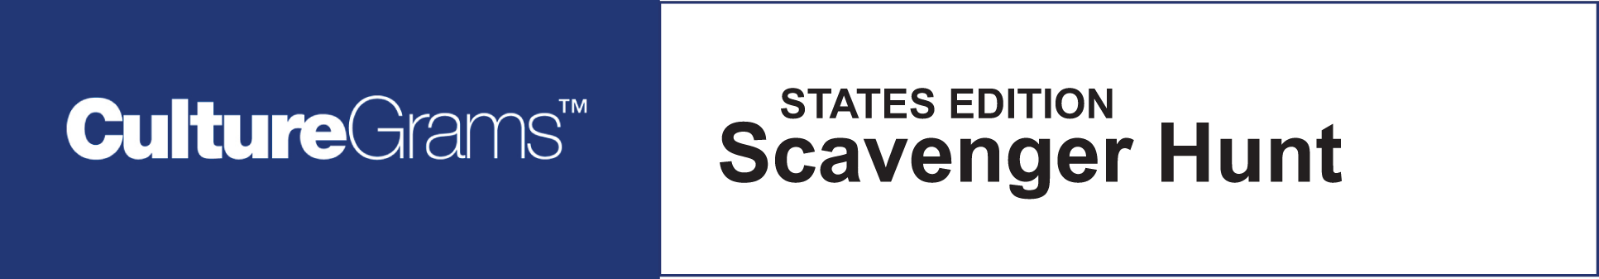 CultureGrams™
STATES EDITION
Scavenger Hunt